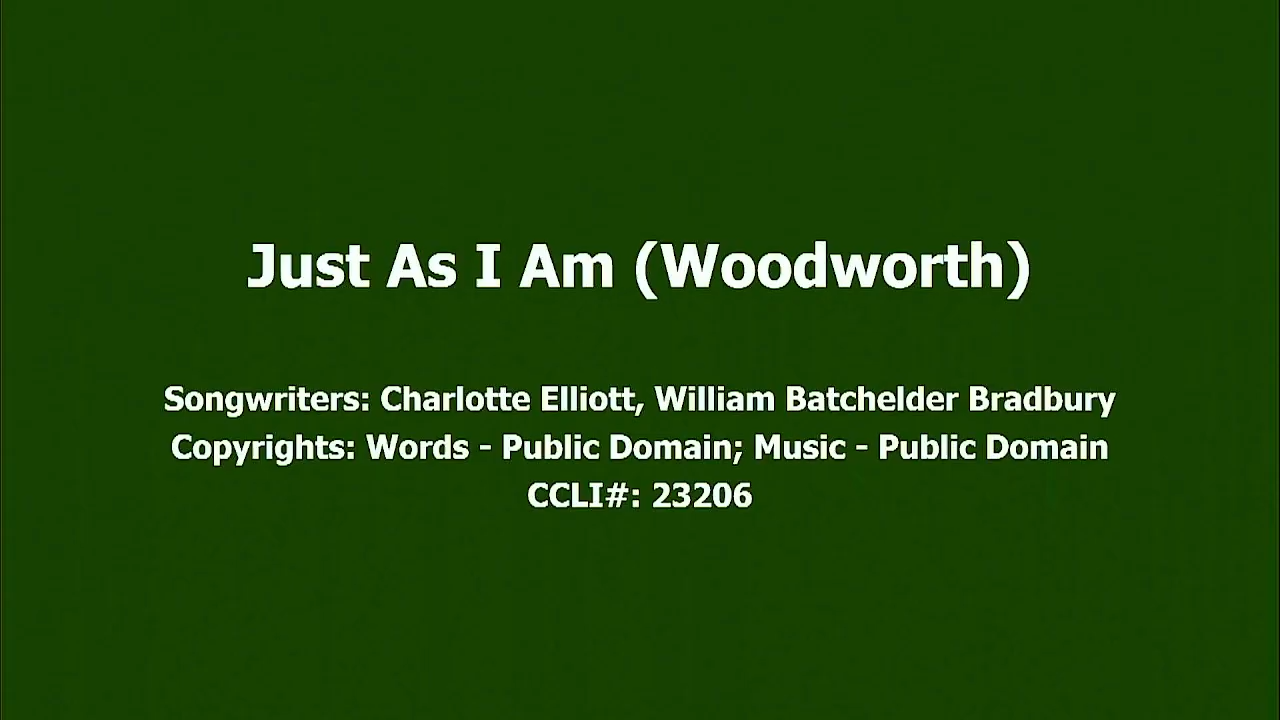 Just As I Am (Woodworth)
Songwriters: Charlotte Elliott, William Batchelder Bradbury
Copyrights: Words - Public Domain; Music - Public Domain
CCLI#: 23206